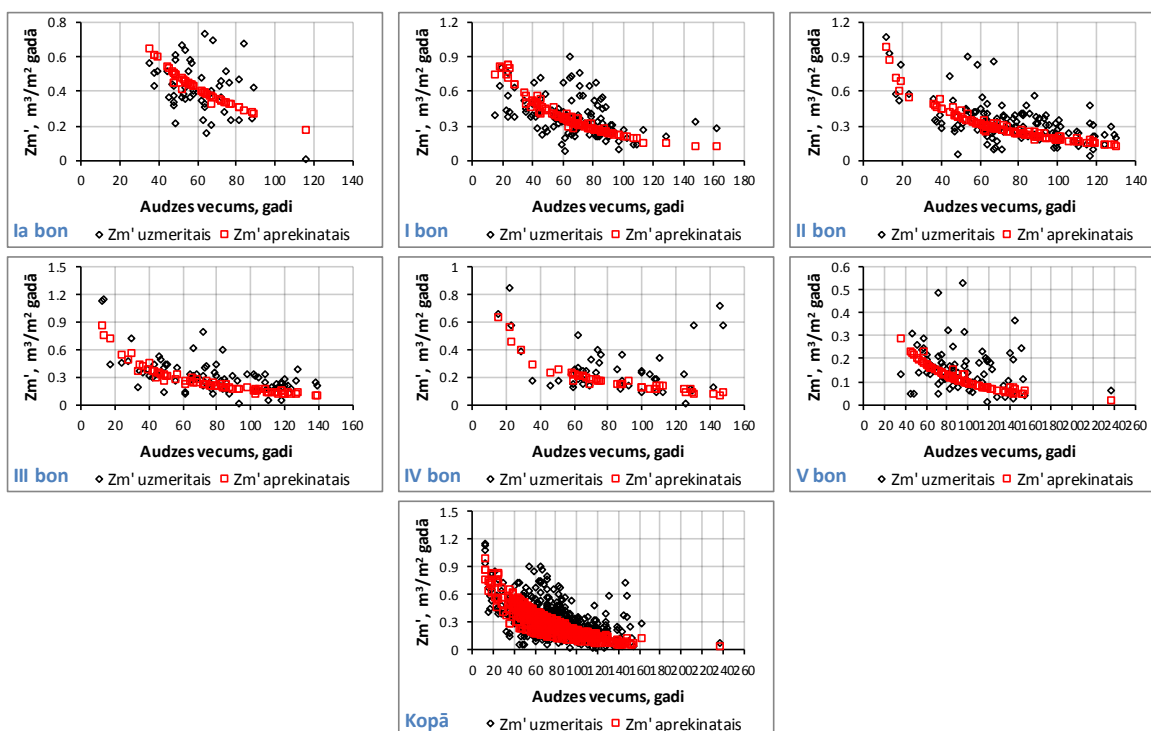 Zm', m³/m² gadā
0.8
0.6
0.4
0.2
0
0 20 40 60 80 100 120 140
Audzes vecums, gadi
Ia bon
Zm' uzmeritais Zm' aprekinatais
Zm', m³/m² gadā
1.2
0.9
0.6
0.3
0
0 20 40 60 80 100 120 140 160 180
Audzes vecums, gadi
I bon
Zm' uzmeritais Zm' aprekinatais
Zm', m³/m² gadā
1.2
0.9
0.6
0.3
0
0 20 40 60 80 100 120 140
Audzes vecums, gadi
II bon
Zm' uzmeritais Zm' aprekinatais
Zm', m³/m² gadā
1.5
1.2
0.9
0.6
0.3
0
0 20 40 60 80 100 120 140 160
Audzes vecums, gadi
III bon
Zm' uzmeritais Zm' aprekinatais
Zm', m³/m² gadā
1
0.8
0.6
0.4
0.2
0
0 20 40 60 80 100 120 140 160
Audzes vecums, gadi
IV bon
Zm' uzmeritais Zm' aprekinatais
Zm', m³/m² gadā
0.6
0.5
0.4
0.3
0.2
0.1
0
0 20 40 60 80 100 120 140 160 180 200 220 240 260
Audzes vecums, gadi
V bon
Zm' uzmeritais Zm' aprekinatais
Zm', m³/m² gadā
1.5
1.2
0.9
0.6
0.3
0
0 20 40 60 80 100 120 140 160 180 200 220 240 260
Audzes vecums, gadi
Kopā
Zm' uzmeritais Zm' aprekinatais